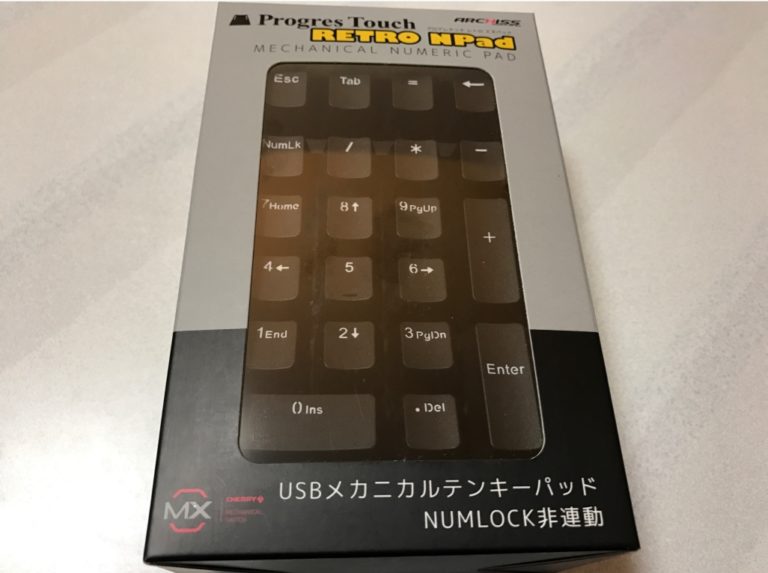 Progres Touch
ARCHISS
RETRO NPad
MECHANICAL NUMERIC PAD
Esc Tab = ←
NumLk / * −
7Home 8↑ 9PgUp
+
4← 5 6→
1End 2↓ 3PgDn
Enter
0Ins .Del
MX
CHERRY
MECHANICAL
SWITCH
USBメカニカルテンキーパッド
NUMLOCK非連動